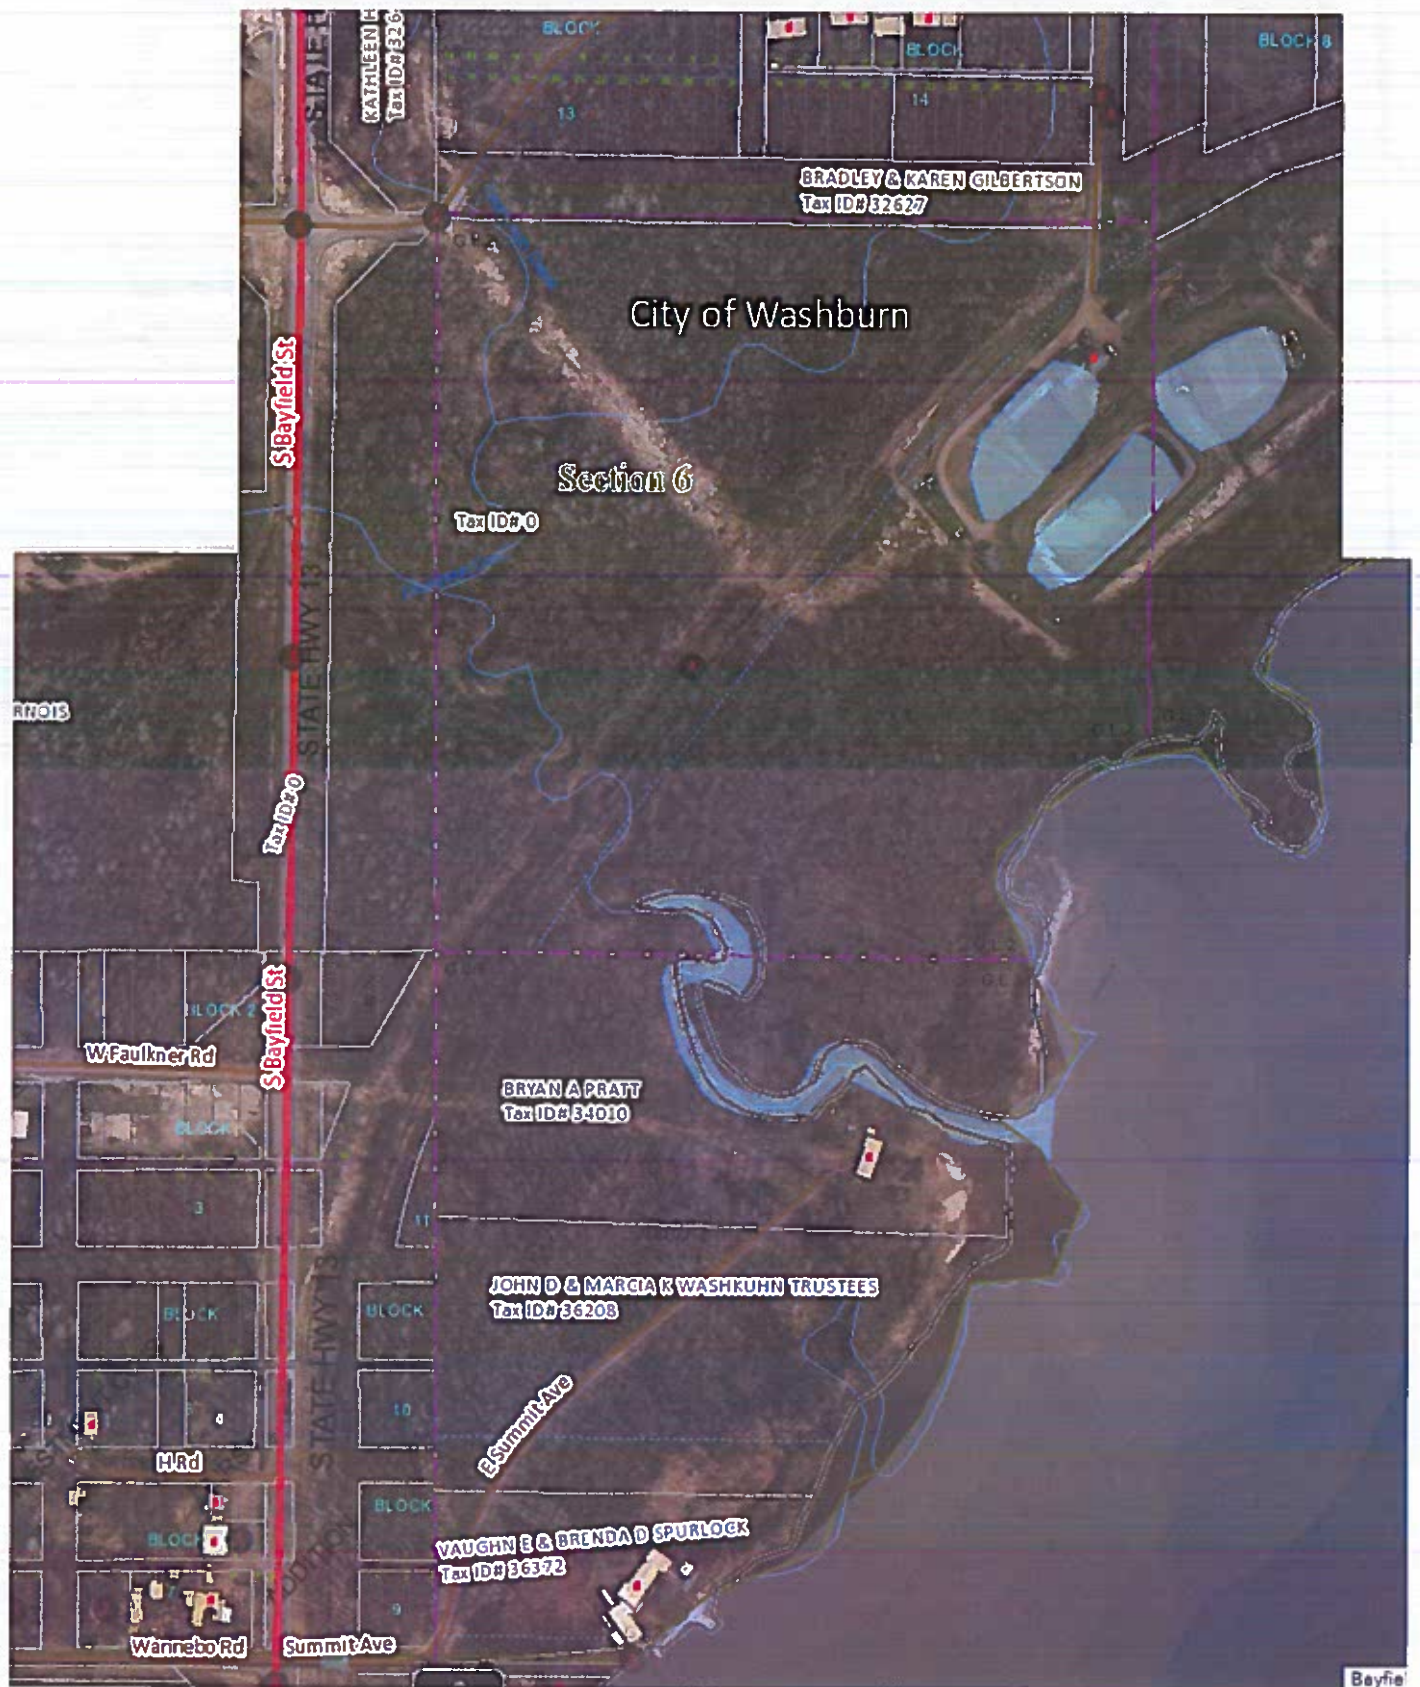 KATHLEEN H
Tax ID# 326
BLOCK
BLOCK
BLOCK 8
13
14
BRADLEY & KAREN GILBERTSON
Tax ID# 32627
City of Washburn
S Bayfield St
Section 6
Tax ID# 0
STATE HWY 13
RNOIS
Tax ID# 0
BLOCK 2
S Bayfield St
W Faulkner Rd
BRYAN A PRATT
Tax ID# 34010
BLOCK
3
11
JOHN D & MARCIA K WASHKUHN TRUSTEES
Tax ID# 36208
BLOCK
BLOCK
STATE HWY 13
E Summit Ave
10
H Rd
BLOCK
BLOCK
VAUGHN E & BRENDA D SPURLOCK
Tax ID# 36372
9
Wannebo Rd
Summit Ave
Bayfie